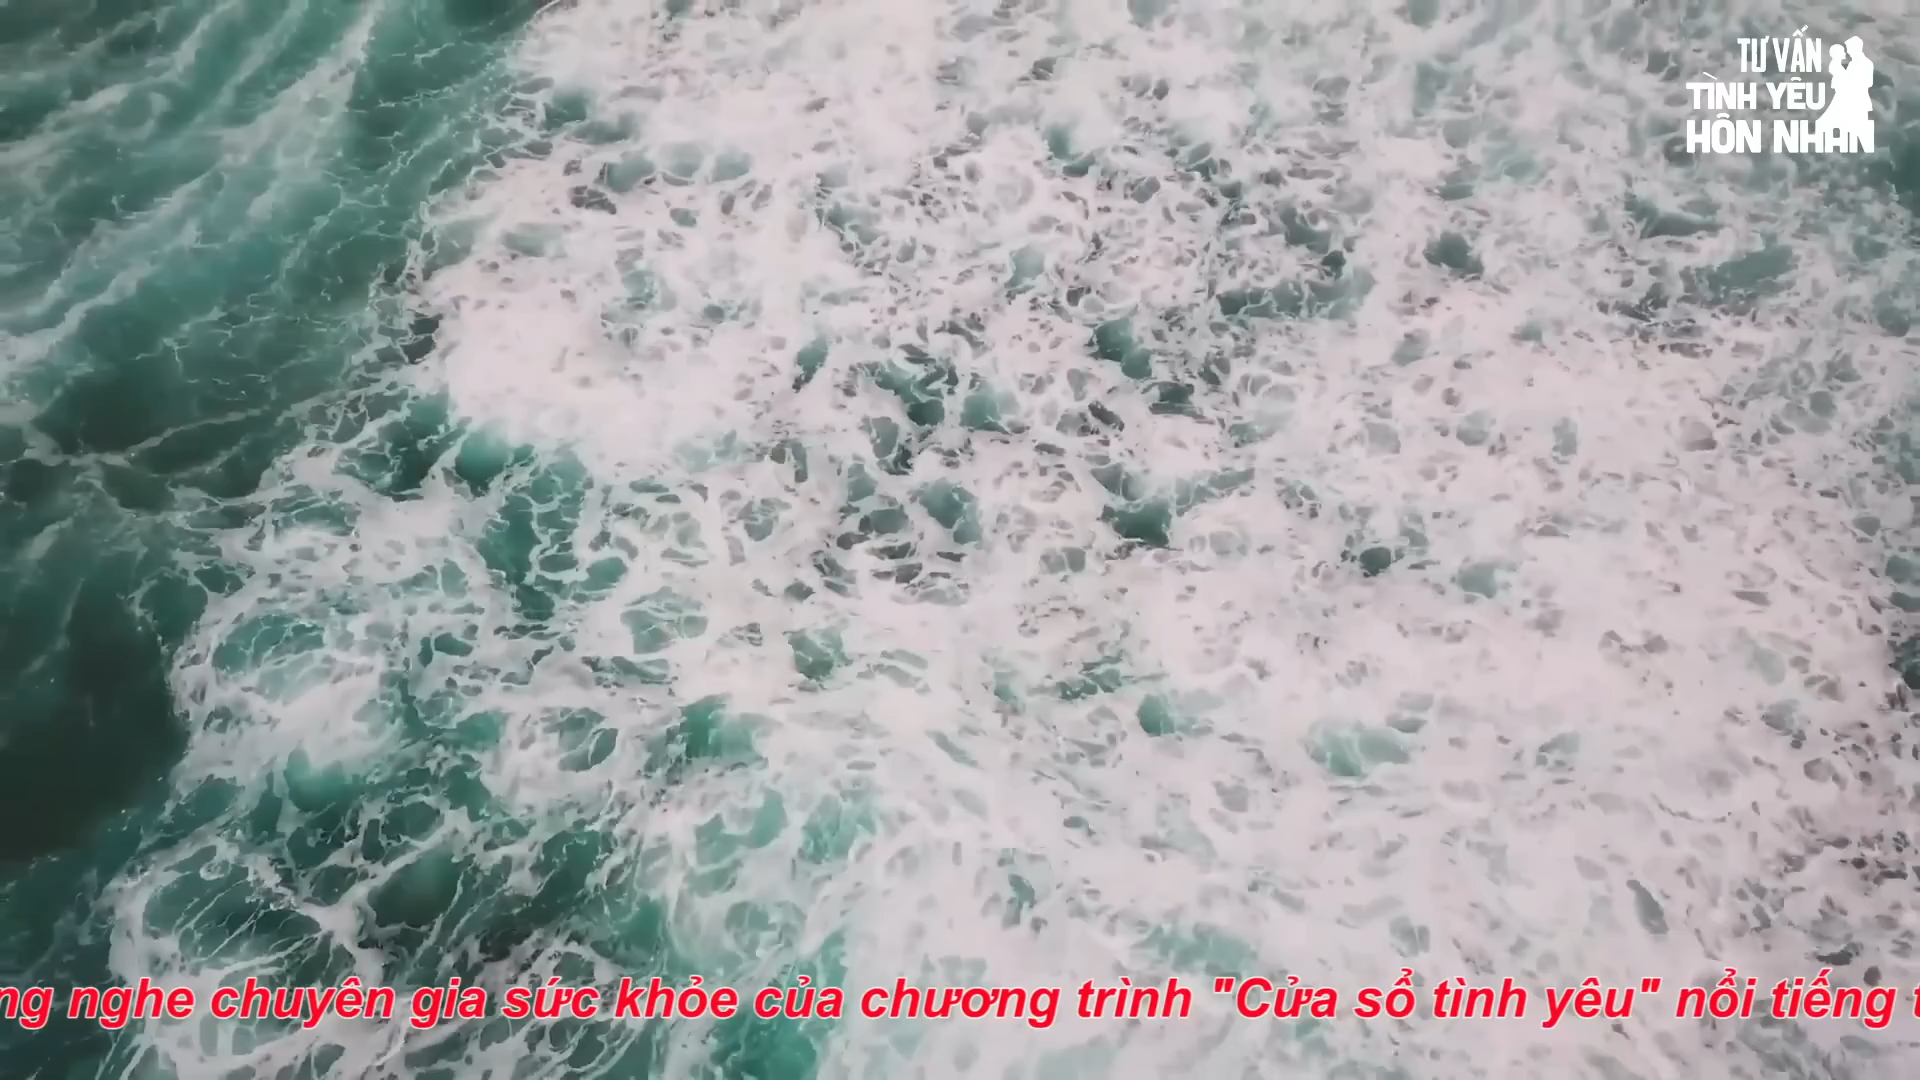 TƯ VẤN
TÌNH YÊU
HÔN NHÂN
ng nghe chuyên gia sức khỏe của chương trình "Cửa sổ tình yêu" nổi tiếng t